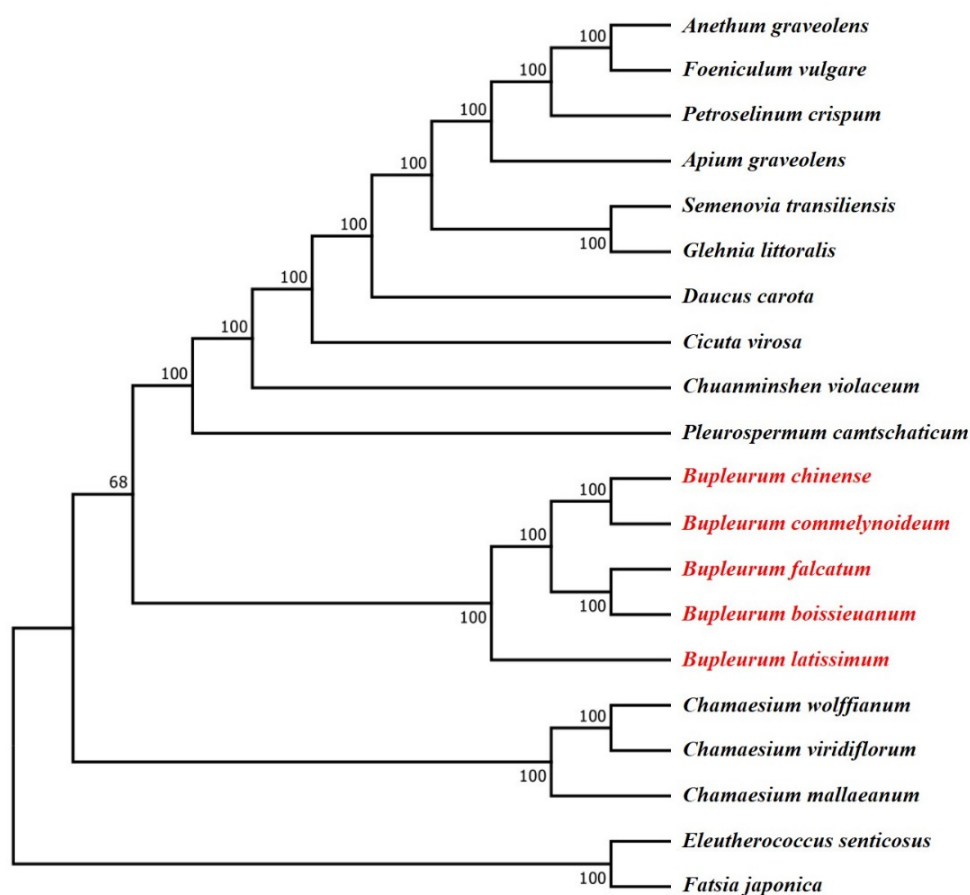 100
Anethum graveolens
100
Foeniculum vulgare
100
Petroselinum crispum
100
Apium graveolens
100
Semenovia transiliensis
100
Glehnia littoralis
100
Daucus carota
100
Cicuta virosa
100
Chuanminshen violaceum
100
Pleurospermum camtschaticum
68
100
Bupleurum chinense
100
Bupleurum commelynoideum
Bupleurum falcatum
100
Bupleurum boissieuanum
100
Bupleurum latissimum
100
Chamaesium wolffianum
Chamaesium viridiflorum
100
Chamaesium mallaeanum
Eleutherococcus senticosus
100
Fatsia japonica